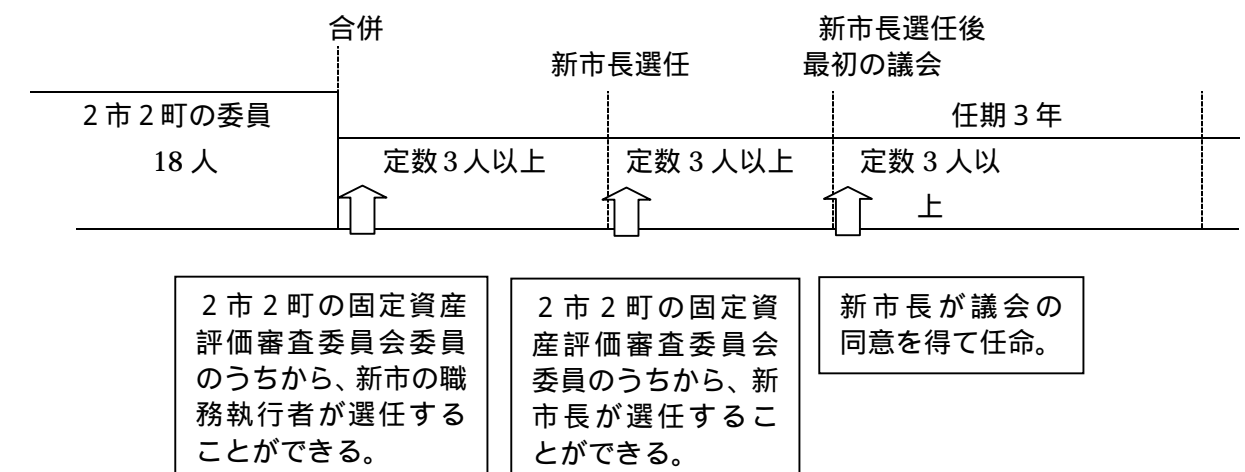 合併
新市長選任
新市長選任後
最初の議会
2市2町の委員
18人
定数3人以上
定数3人以上
任期3年
定数3人以
上
2市2町の固定資産
評価審査委員会委員
のうちから、新市の職
務執行者が選任する
ことができる。
2市2町の固定資
産評価審査委員会
委員のうちから、新
市長が選任するこ
とができる。
新市長が議会の
同意を得て任命。